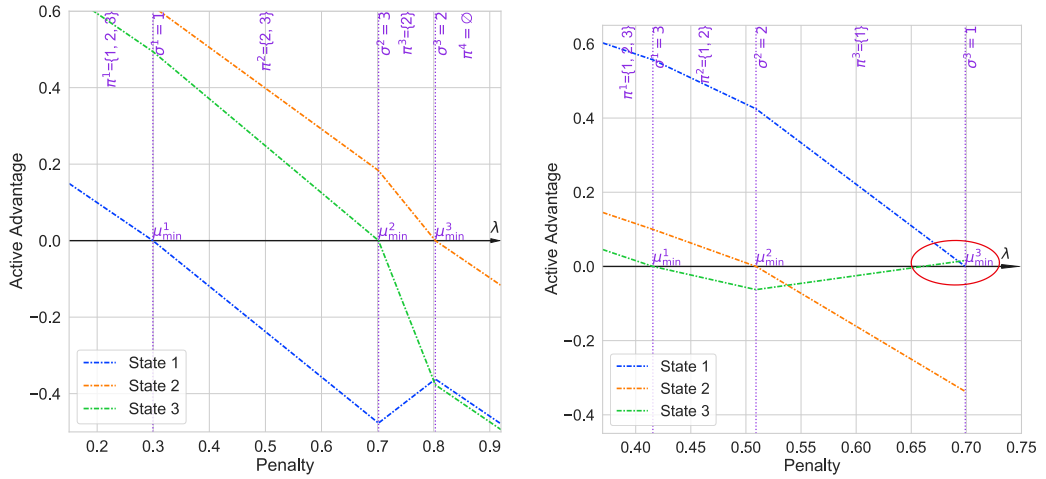 π¹={1, 2, 3}
σ¹ = 1
π²={2, 3}
σ² = 3
π³={2}
σ³ = 2
π⁴ = ∅
0.6
0.4
0.2
0.0
−0.2
−0.4
Active Advantage
μ¹min
μ²min
μ³min
λ
State 1
State 2
State 3
0.2 0.3 0.4 0.5 0.6 0.7 0.8 0.9
Penalty
π¹={1, 2, 3}
σ¹ = 3
π²={1, 2}
σ² = 2
π³={1}
σ³ = 1
0.6
0.4
0.2
0.0
−0.2
−0.4
Active Advantage
μ¹min
μ²min
μ³min
λ
State 1
State 2
State 3
0.40 0.45 0.50 0.55 0.60 0.65 0.70 0.75
Penalty